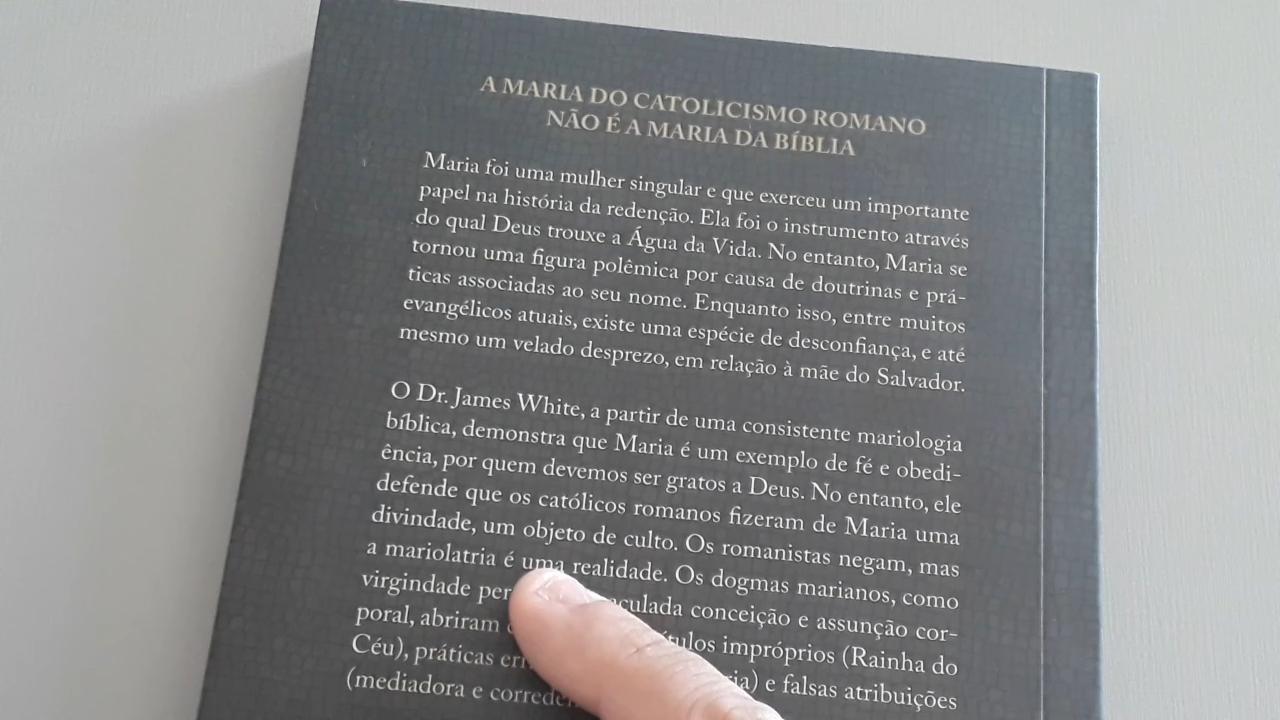 A MARIA DO CATOLICISMO ROMANO
NÃO É A MARIA DA BÍBLIA
Maria foi uma mulher singular e que exerceu um importante
papel na história da redenção. Ela foi o instrumento através
do qual Deus trouxe a Água da Vida. No entanto, Maria se
tornou uma figura polêmica por causa de doutrinas e prá-
ticas associadas ao seu nome. Enquanto isso, entre muitos
evangélicos atuais, existe uma espécie de desconfiança, e até
mesmo um velado desprezo, em relação à mãe do Salvador.
O Dr. James White, a partir de uma consistente mariologia
bíblica, demonstra que Maria é um exemplo de fé e obedi-
ência, por quem devemos ser gratos a Deus. No entanto, ele
defende que os católicos romanos fizeram de Maria uma
divindade, um objeto de culto. Os romanistas negam, mas
a mariolatria é uma realidade. Os dogmas marianos, como
virgindade conceição e assunção cor-
poral, abriram impróprios (Rainha do
Céu), práticas e falsas atribuições
(mediadora e